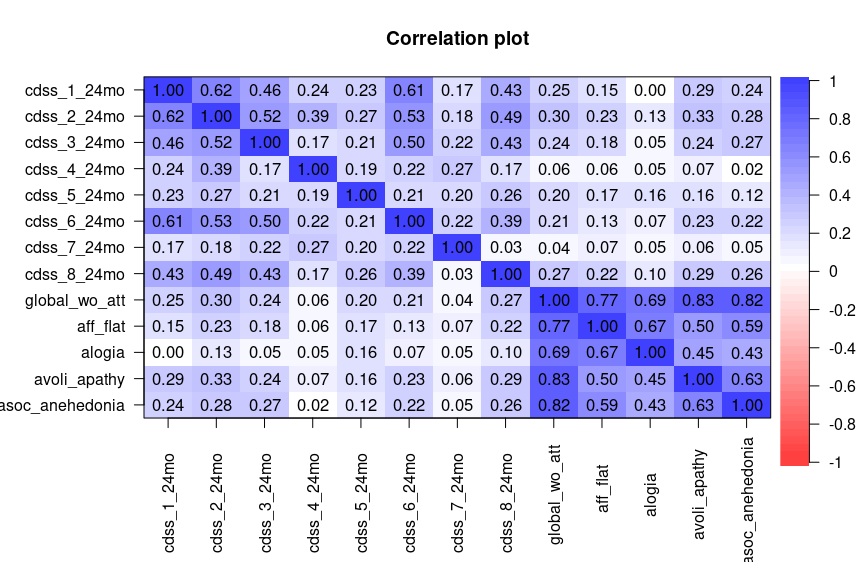 Correlation plot
cdss_1_24mo 1.00 0.62 0.46 0.24 0.23 0.61 0.17 0.43 0.25 0.15 0.00 0.29 0.24
cdss_2_24mo 0.62 1.00 0.52 0.39 0.27 0.53 0.18 0.49 0.30 0.23 0.13 0.33 0.28
cdss_3_24mo 0.46 0.52 1.00 0.17 0.21 0.50 0.22 0.43 0.24 0.18 0.05 0.24 0.27
cdss_4_24mo 0.24 0.39 0.17 1.00 0.19 0.22 0.27 0.17 0.06 0.06 0.05 0.07 0.02
cdss_5_24mo 0.23 0.27 0.21 0.19 1.00 0.21 0.20 0.26 0.20 0.17 0.16 0.16 0.12
cdss_6_24mo 0.61 0.53 0.50 0.22 0.21 1.00 0.22 0.39 0.21 0.13 0.07 0.23 0.22
cdss_7_24mo 0.17 0.18 0.22 0.27 0.20 0.22 1.00 0.03 0.04 0.07 0.05 0.06 0.05
cdss_8_24mo 0.43 0.49 0.43 0.17 0.26 0.39 0.03 1.00 0.27 0.22 0.10 0.29 0.26
global_wo_att 0.25 0.30 0.24 0.06 0.20 0.21 0.04 0.27 1.00 0.77 0.69 0.83 0.82
aff_flat 0.15 0.23 0.18 0.06 0.17 0.13 0.07 0.22 0.77 1.00 0.67 0.50 0.59
alogia 0.00 0.13 0.05 0.05 0.16 0.07 0.05 0.10 0.69 0.67 1.00 0.45 0.43
avoli_apathy 0.29 0.33 0.24 0.07 0.16 0.23 0.06 0.29 0.83 0.50 0.45 1.00 0.63
asoc_anehedonia 0.24 0.28 0.27 0.02 0.12 0.22 0.05 0.26 0.82 0.59 0.43 0.63 1.00
cdss_1_24mo
cdss_2_24mo
cdss_3_24mo
cdss_4_24mo
cdss_5_24mo
cdss_6_24mo
cdss_7_24mo
cdss_8_24mo
global_wo_att
aff_flat
alogia
avoli_apathy
asoc_anehedonia
1
0.8
0.6
0.4
0.2
0
-0.2
-0.4
-0.6
-0.8
-1